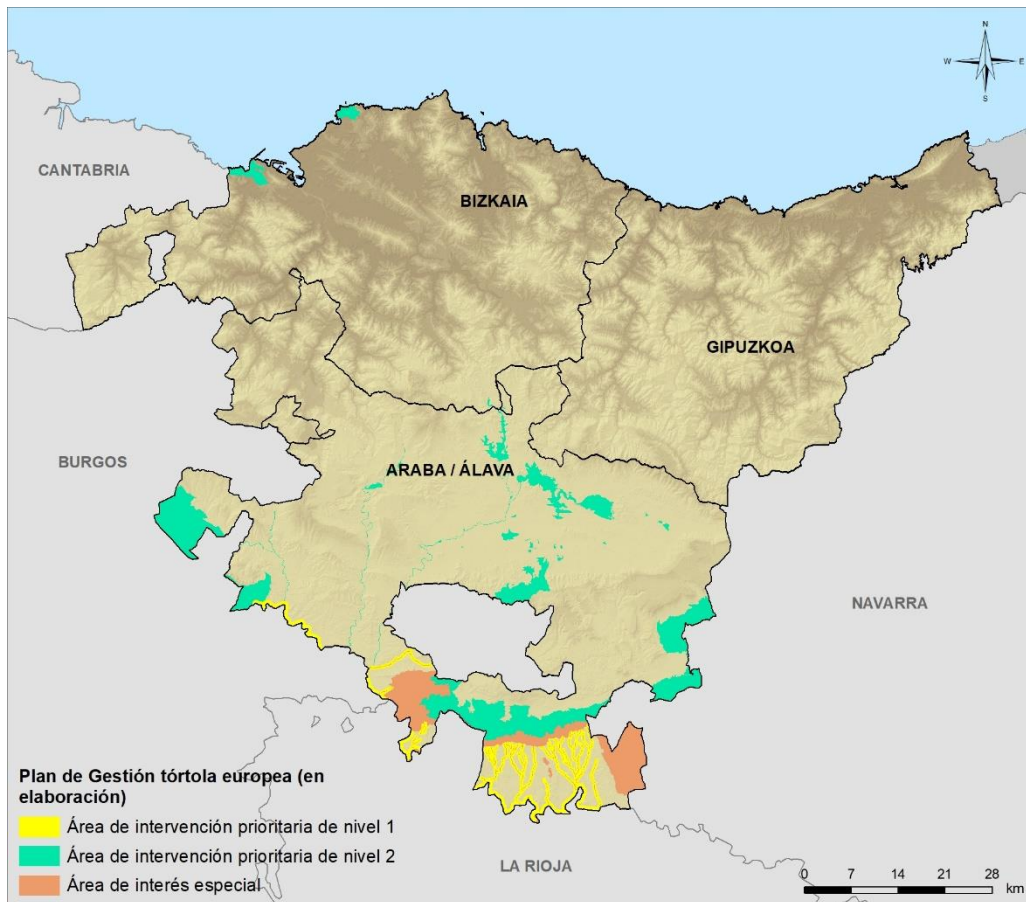 N
W E
S
CANTABRIA
BIZKAIA
GIPUZKOA
BURGOS
ARABA / ÁLAVA
NAVARRA
Plan de Gestión tórtola europea (en
elaboración)
Área de intervención prioritaria de nivel 1
Área de intervención prioritaria de nivel 2
Área de interés especial
LA RIOJA
0 7 14 21 28
km